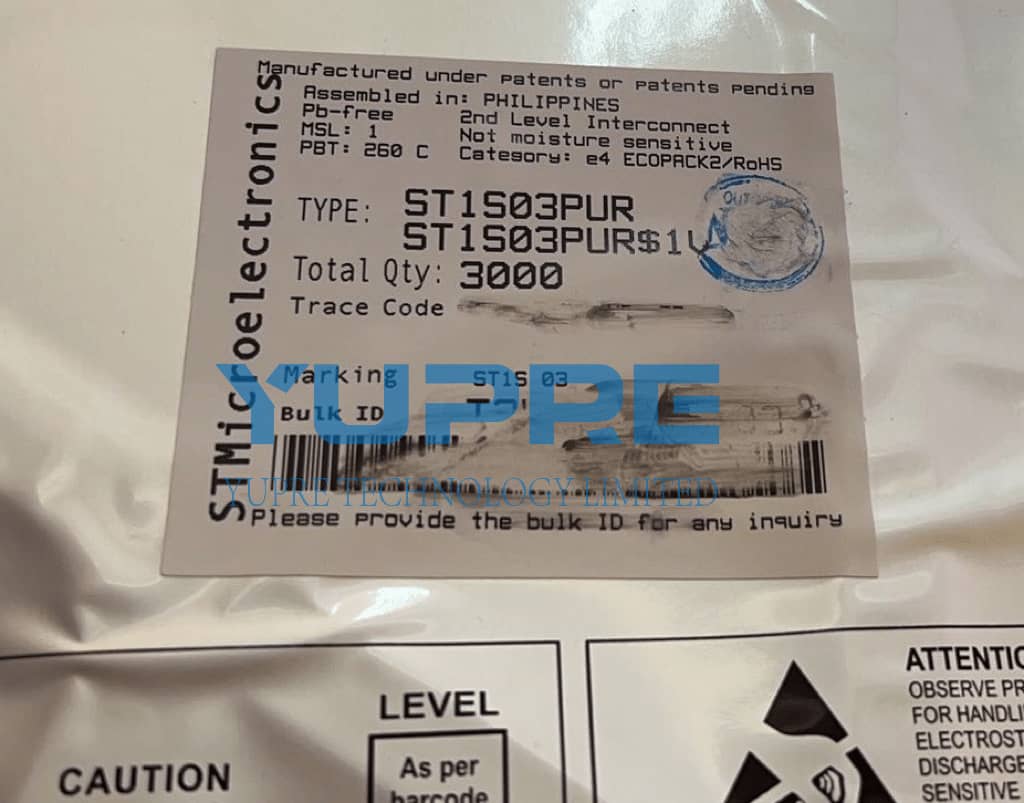 STMicroelectronics
Manufactured under patents or patents pending
Assembled in: PHILIPPINES
Pb-free 2nd Level Interconnect
MSL: 1 Not moisture sensitive
PBT: 260 C Category: e4 ECOPACK2/RoHS
TYPE: ST1S03PUR
ST1S03PUR$1V
Total Qty: 3000
Trace Code
Marking ST1S 03
Bulk ID
YUPRE
YUPRE TECHNOLOGY LIMITED
Please provide the bulk ID for any inquiry
LEVEL
As per
barcode
CAUTION
ATTENTIO
OBSERVE PR
FOR HANDLI
ELECTROST
DISCHARGE
SENSITIVE